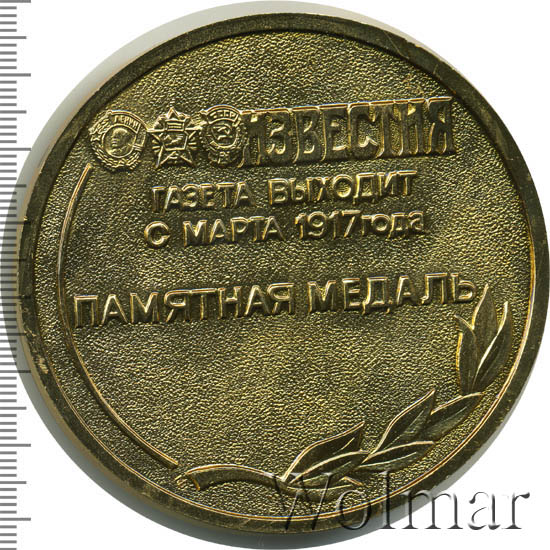 ИЗВЕСТИЯ
ГАЗЕТА ВЫХОДИТ
С МАРТА 1917 года
ПАМЯТНАЯ МЕДАЛЬ
Wolmar